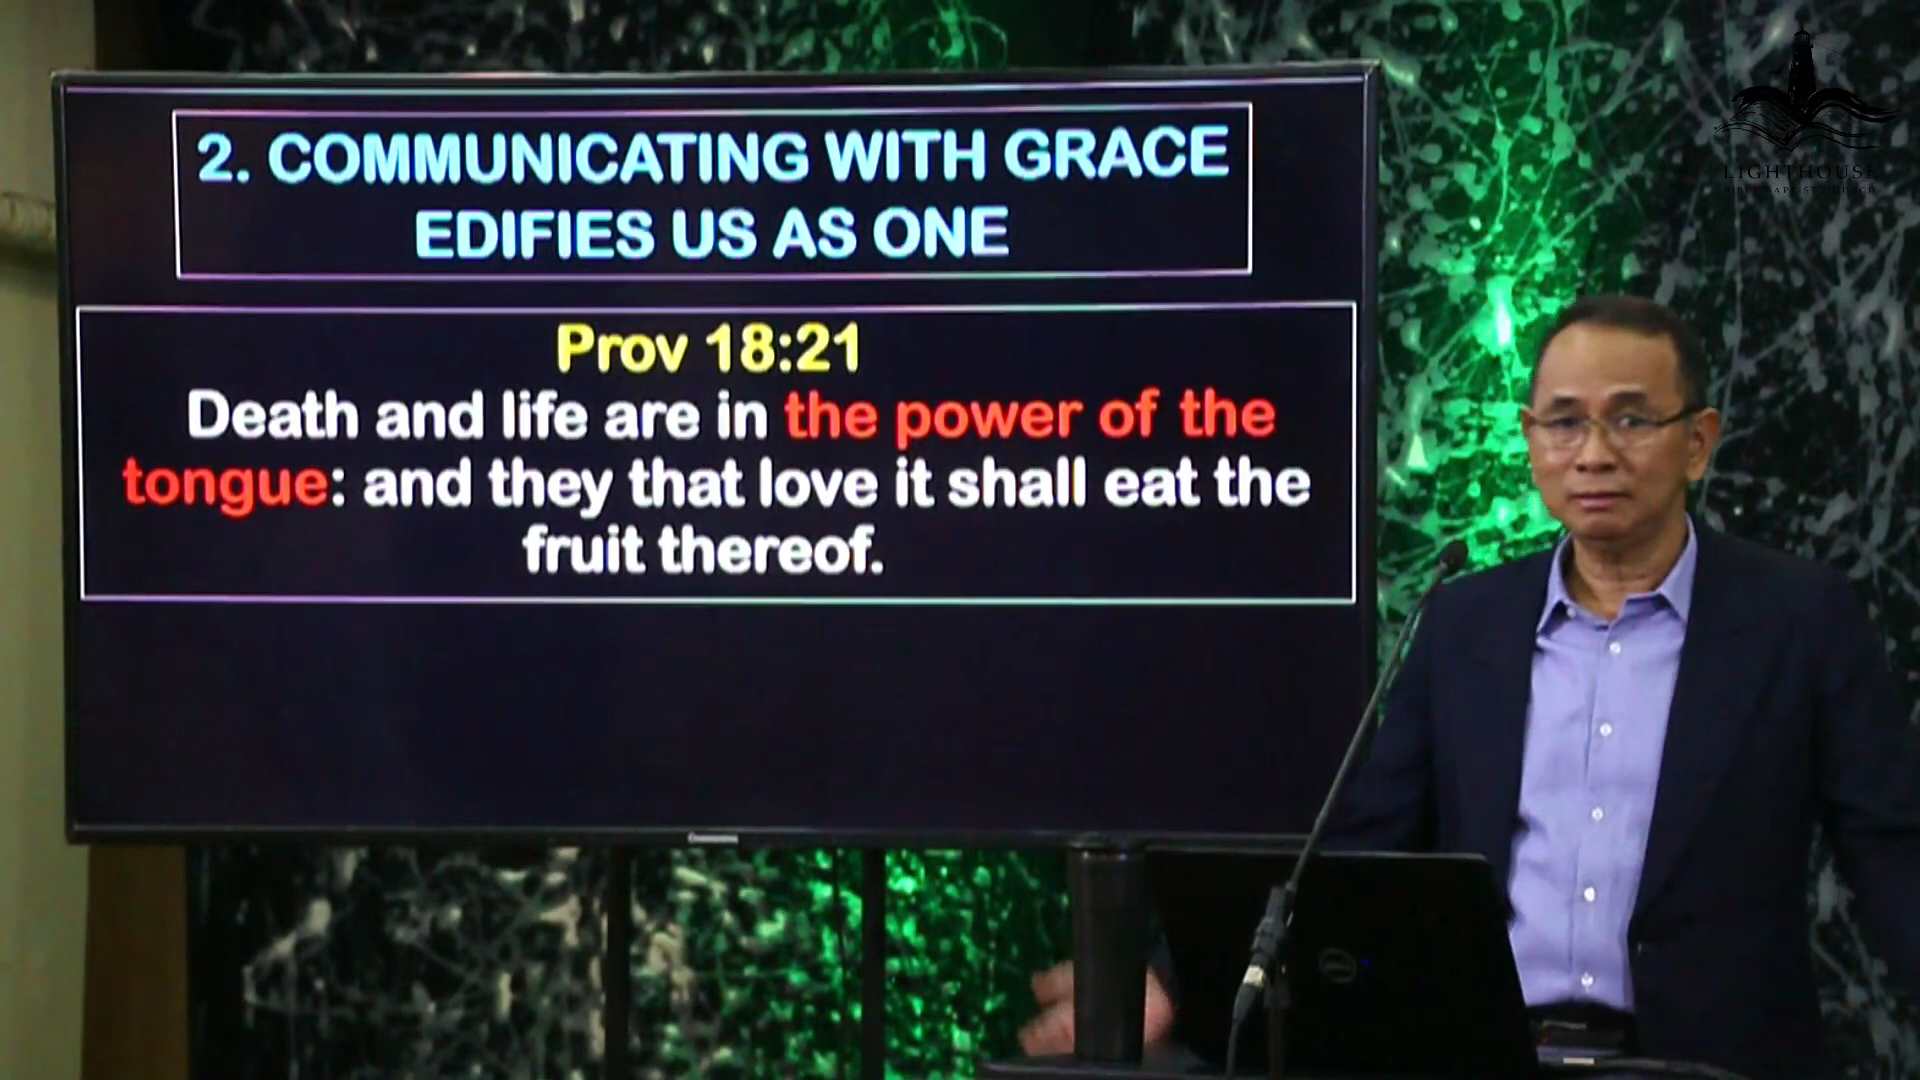 2. COMMUNICATING WITH GRACE
EDIFIES US AS ONE
Prov 18:21
Death and life are in the power of the
tongue: and they that love it shall eat the
fruit thereof.
LIGHTHOUSE